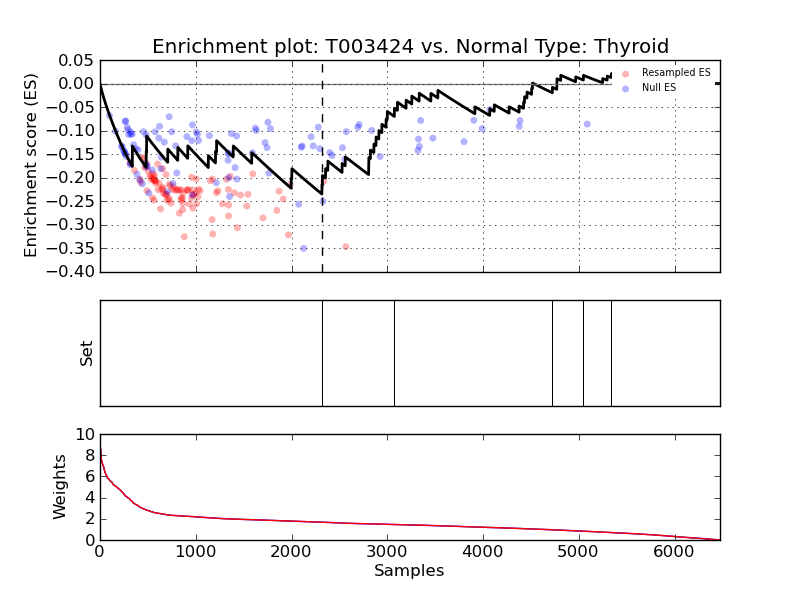 Enrichment plot: T003424 vs. Normal Type: Thyroid
Enrichment score (ES)
0.05
0.00
−0.05
−0.10
−0.15
−0.20
−0.25
−0.30
−0.35
−0.40
Resampled ES
Null ES
Set
Weights
10
8
6
4
2
0
0 1000 2000 3000 4000 5000 6000
Samples